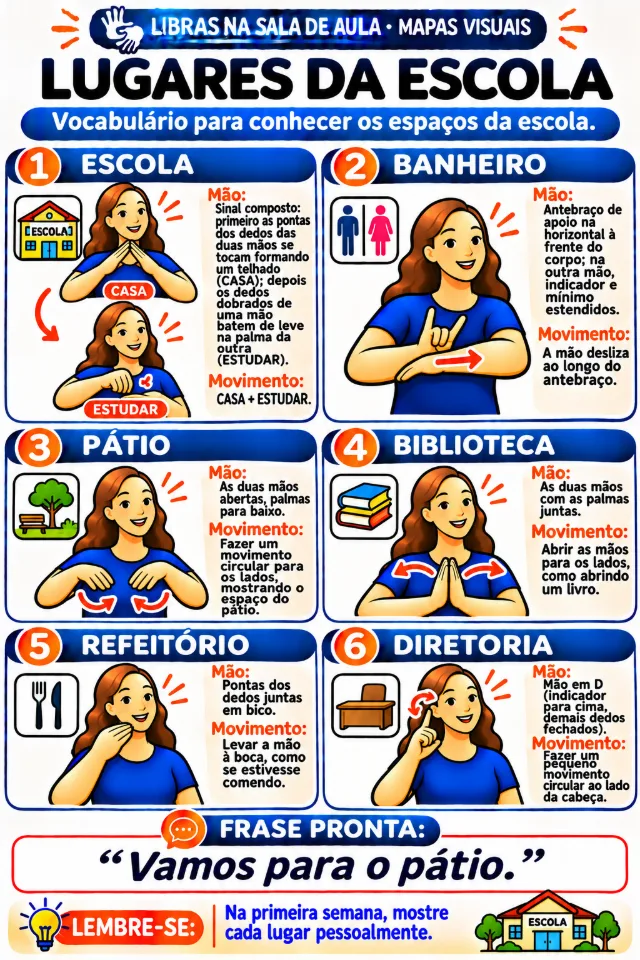 LIBRAS NA SALA DE AULA • MAPAS VISUAIS
LUGARES DA ESCOLA
Vocabulário para conhecer os espaços da escola.
1 ESCOLA
ESCOLA
CASA
ESTUDAR
Mão:
Sinal composto:
primeiro as pontas
dos dedos das
duas mãos se
tocam formando
um telhado
(CASA); depois
os dedos
dobrados de
uma mão
batem de leve
na palma da
outra
(ESTUDAR).
Movimento:
CASA + ESTUDAR.
2 BANHEIRO
Mão:
Antebraço de
apoio na
horizontal à
frente do
corpo; na
outra mão,
indicador e
mínimo
estendidos.
Movimento:
A mão desliza
ao longo do
antebraço.
3 PÁTIO
Mão:
As duas mãos
abertas, palmas
para baixo.
Movimento:
Fazer um
movimento
circular para
os lados,
mostrando o
espaço do
pátio.
4 BIBLIOTECA
Mão:
As duas mãos
com as palmas
juntas.
Movimento:
Abrir as mãos
para os lados,
como abrindo
um livro.
5 REFEITÓRIO
Mão:
Pontas dos
dedos juntas
em bico.
Movimento:
Levar a mão
à boca, como
se estivesse
comendo.
6 DIRETORIA
Mão:
Mão em D
(indicador
para cima,
demais dedos
fechados).
Movimento:
Fazer um
pequeno
movimento
circular ao lado
da cabeça.
FRASE PRONTA:
“Vamos para o pátio.”
LEMBRE-SE:
Na primeira semana, mostre
cada lugar pessoalmente.
ESCOLA